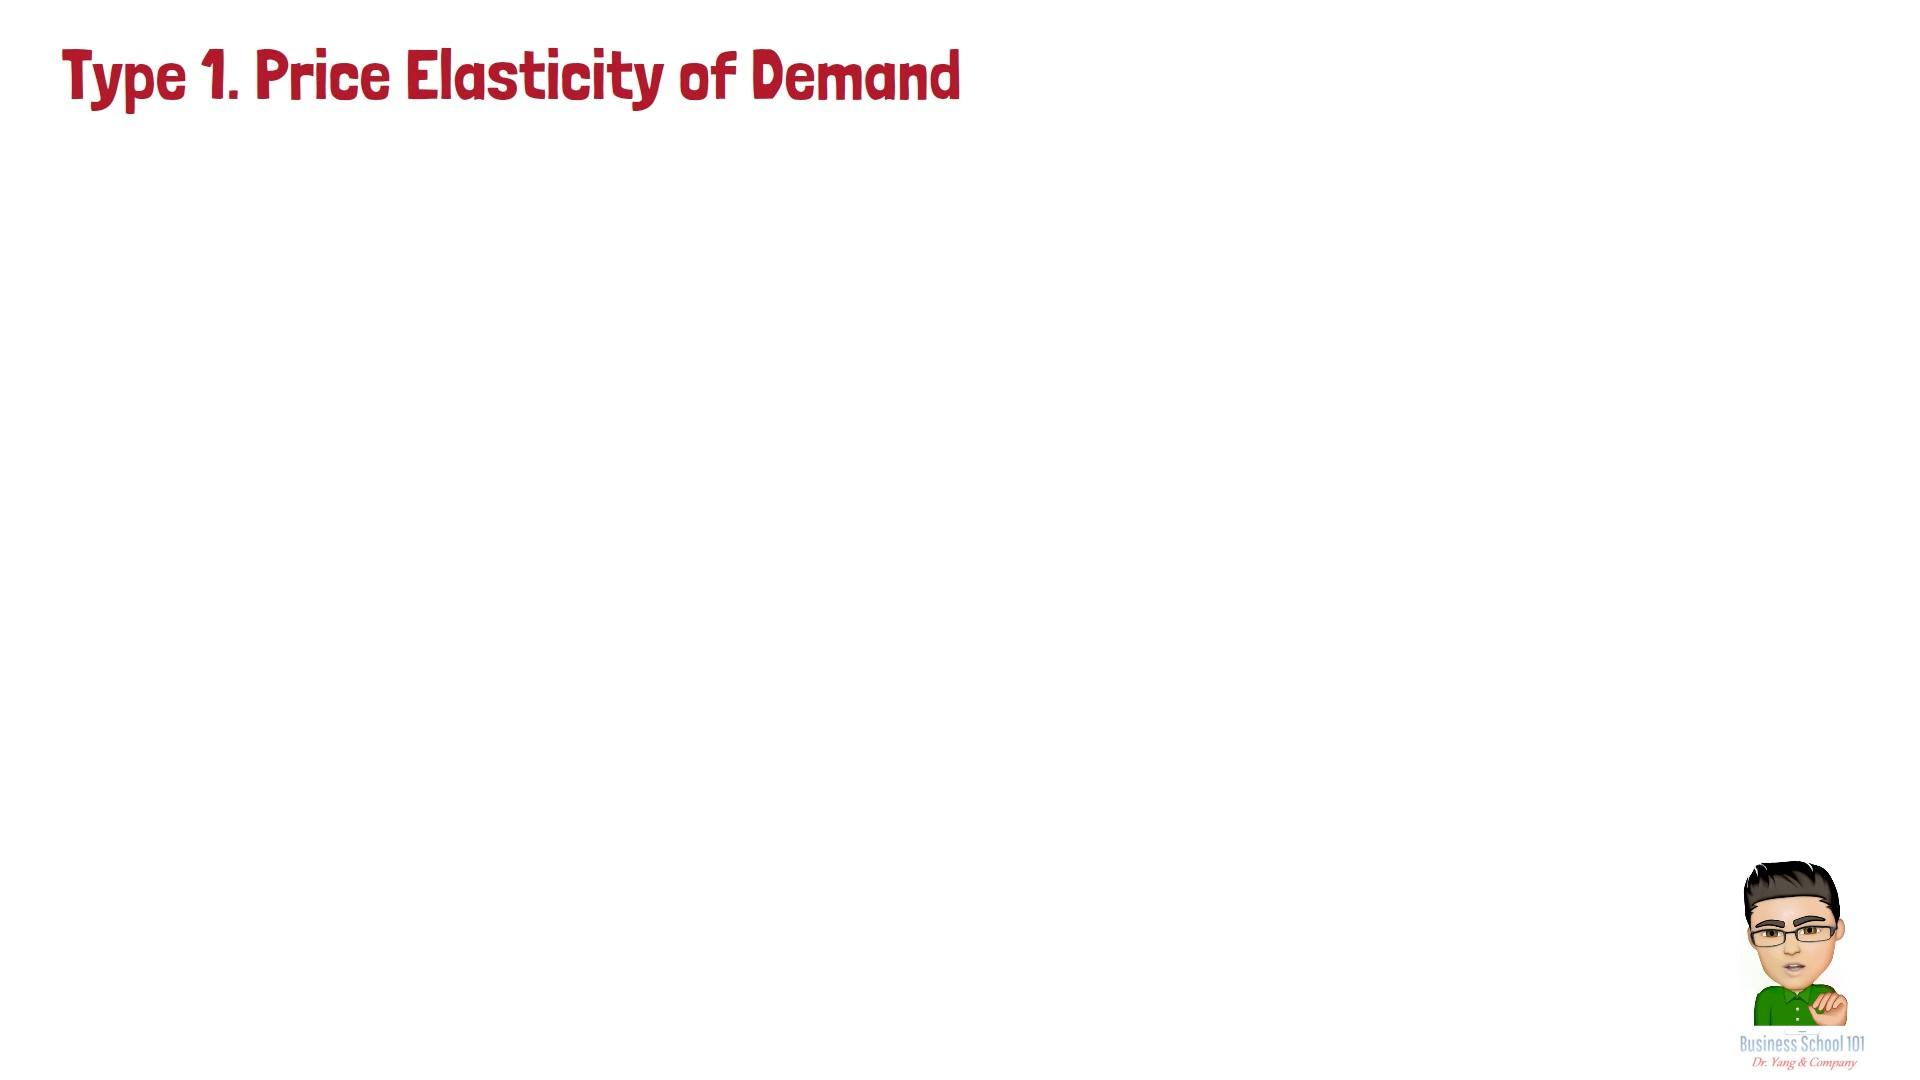 Type 1. Price Elasticity of Demand
Business School 101
Dr. Yang & Company